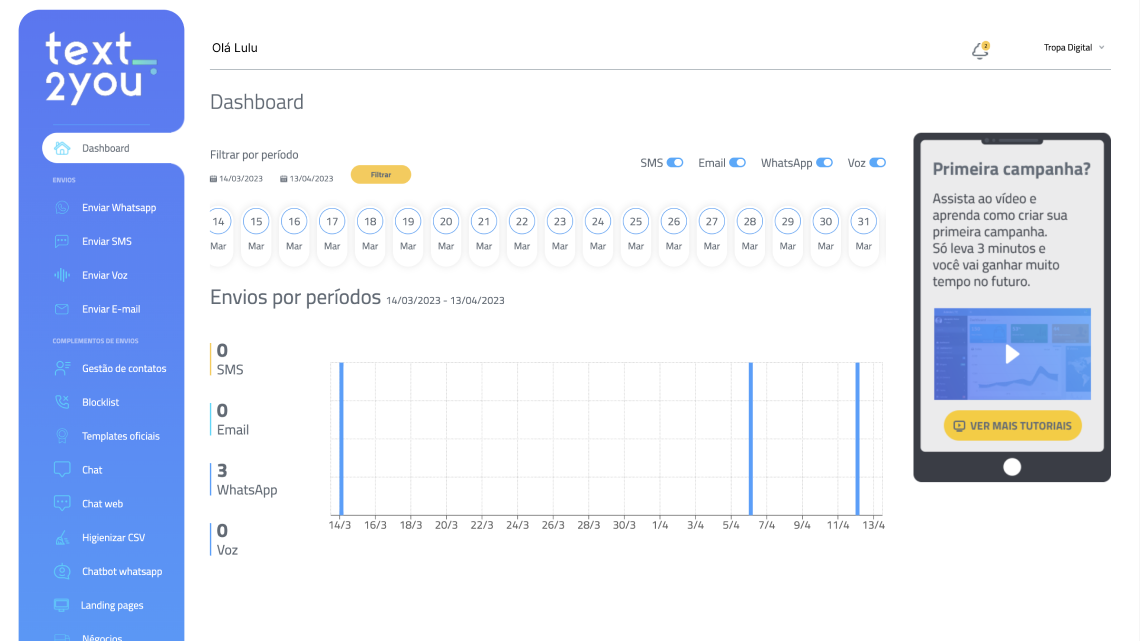 text_
2you
Olá Lulu
2
Tropa Digital
Dashboard
Dashboard
ENVIOS
Enviar Whatsapp
Enviar SMS
Enviar Voz
Enviar E-mail
COMPLEMENTOS DE ENVIOS
Gestão de contatos
Blocklist
Templates oficiais
Chat
Chat web
Higienizar CSV
Chatbot whatsapp
Landing pages
Négocios
Filtrar por período
14/03/2023 13/04/2023 Filtrar
SMS Email WhatsApp Voz
14 15 16 17 18 19 20 21 22 23 24 25 26 27 28 29 30 31
Mar Mar Mar Mar Mar Mar Mar Mar Mar Mar Mar Mar Mar Mar Mar Mar Mar Mar
Envios por períodos 14/03/2023 - 13/04/2023
0
SMS
0
Email
3
WhatsApp
0
Voz
14/3 16/3 18/3 20/3 22/3 24/3 26/3 28/3 30/3 1/4 3/4 5/4 7/4 9/4 11/4 13/4
Primeira campanha?
Assista ao vídeo e
aprenda como criar sua
primeira campanha.
Só leva 3 minutos e
você vai ganhar muito
tempo no futuro.
VER MAIS TUTORIAIS